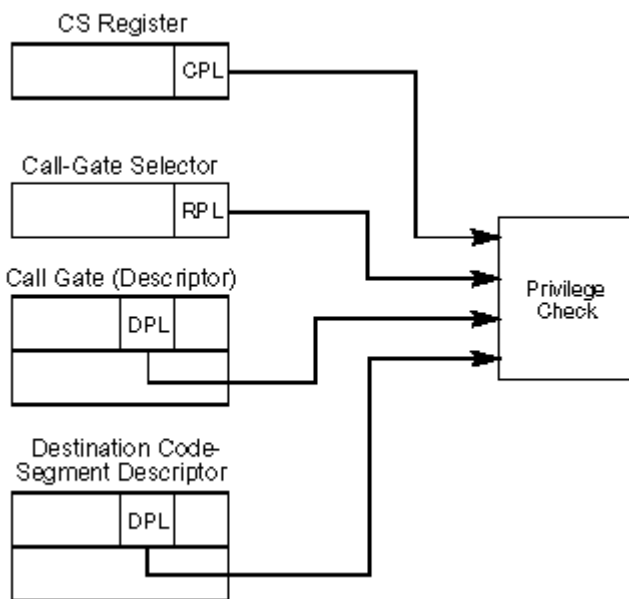 CS Register
CPL
Call-Gate Selector
RPL
Call Gate (Descriptor)
DPL
Privilege
Check
Destination Code-
Segment Descriptor
DPL